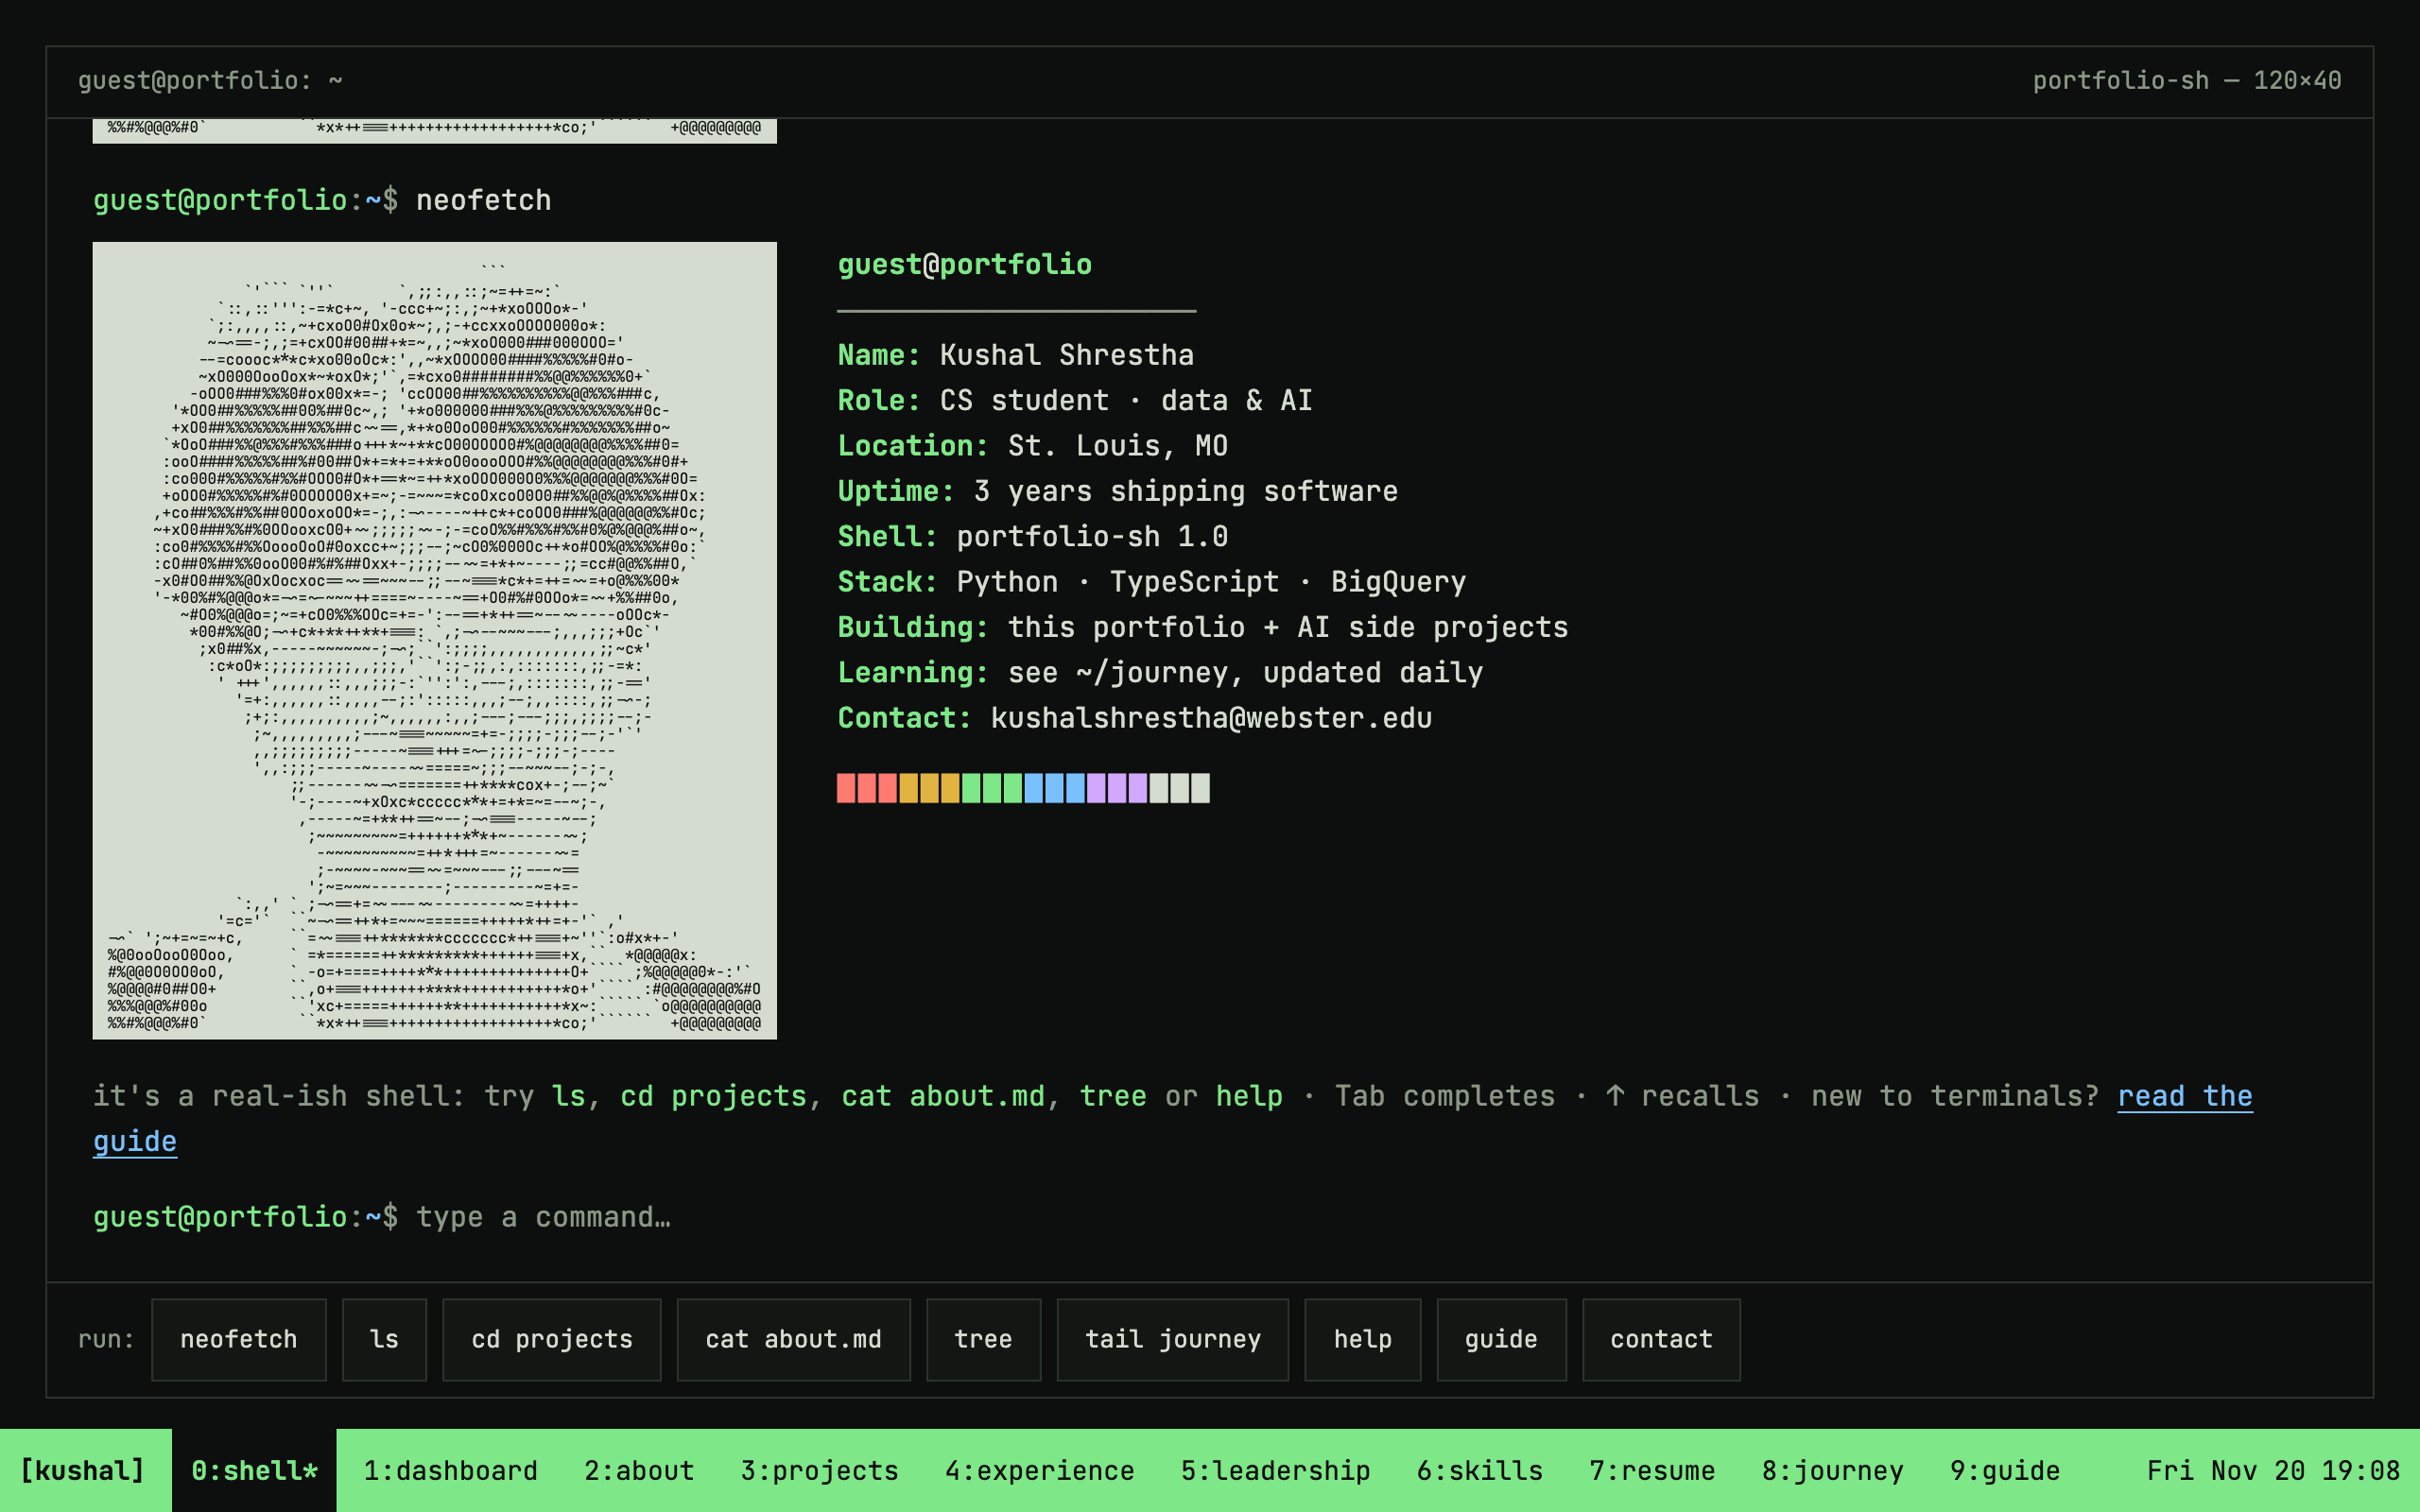 guest@portfolio: ~
portfolio-sh — 120×40
guest@portfolio:~$ neofetch
guest@portfolio
Name: Kushal Shrestha
Role: CS student · data & AI
Location: St. Louis, MO
Uptime: 3 years shipping software
Shell: portfolio-sh 1.0
Stack: Python · TypeScript · BigQuery
Building: this portfolio + AI side projects
Learning: see ~/journey, updated daily
Contact: kushalshrestha@webster.edu
it's a real-ish shell: try ls, cd projects, cat about.md, tree or help · Tab completes · ↑ recalls · new to terminals? read the
guide
guest@portfolio:~$ type a command…
run: neofetch ls cd projects cat about.md tree tail journey help guide contact
[kushal] 0:shell* 1:dashboard 2:about 3:projects 4:experience 5:leadership 6:skills 7:resume 8:journey 9:guide Fri Nov 20 19:08